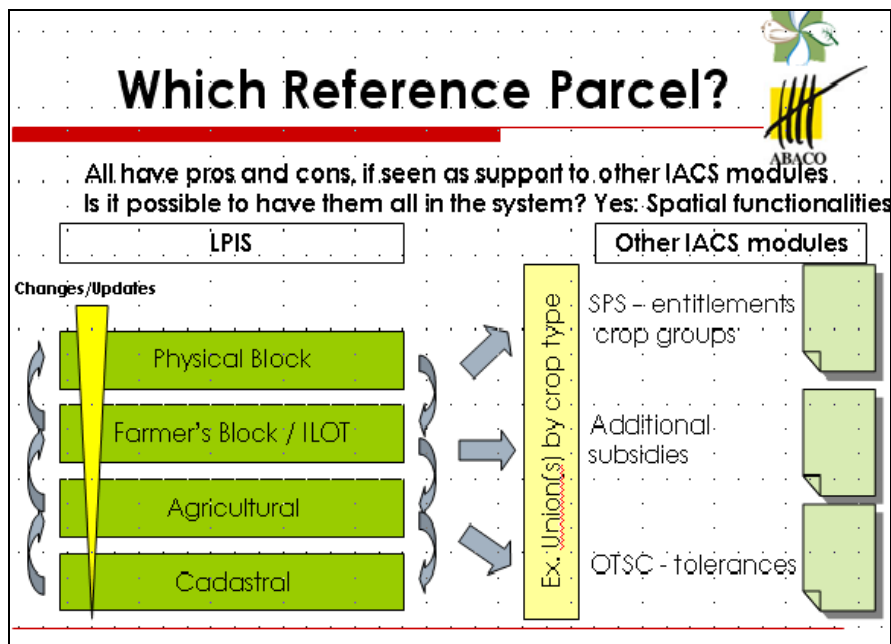 Which Reference Parcel?
ABACO
All have pros and cons, if seen as support to other IACS modules
Is it possible to have them all in the system? Yes: Spatial functionalities
LPIS
Other IACS modules
Changes/Updates
Physical Block
Farmer's Block / ILOT
Agricultural
Cadastral
Ex. Union(s) by crop type
SPS – entitlements
crop groups
Additional
subsidies
OTSC - tolerances